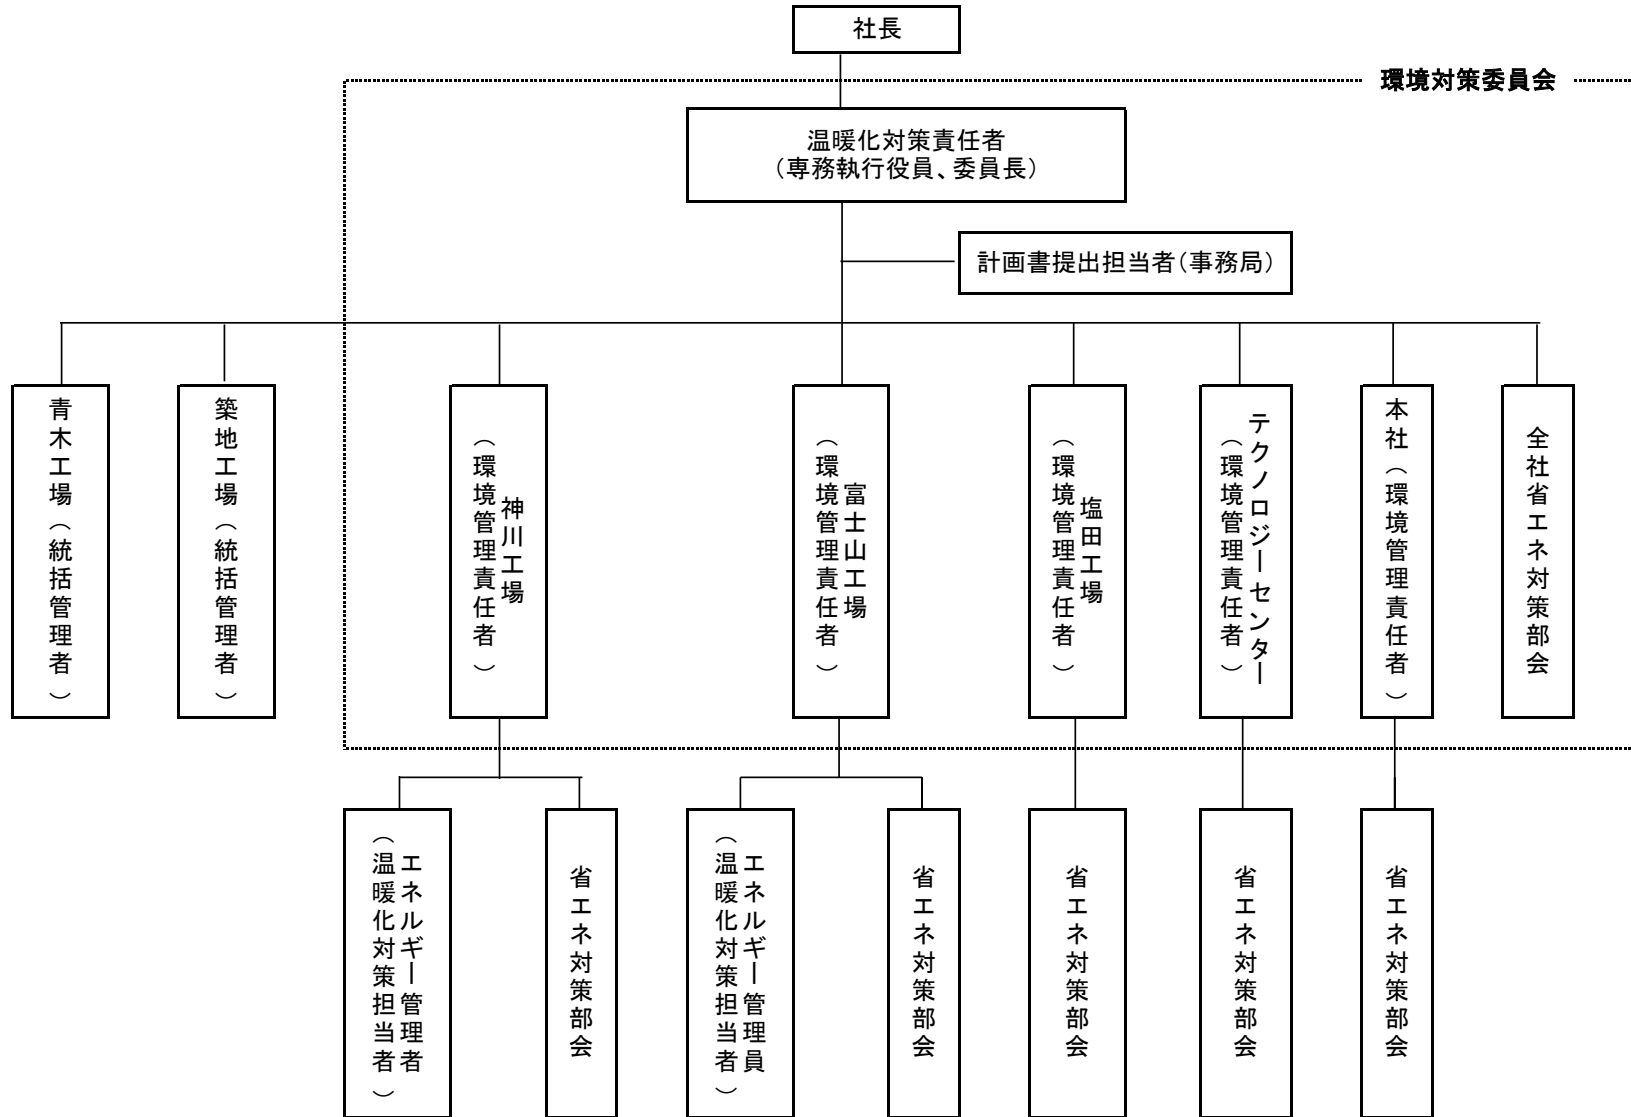 社長
環境対策委員会
温暖化対策責任者
（専務執行役員、委員長）
計画書提出担当者（事務局）
青木工場（統括管理者）
築地工場（統括管理者）
神川工場
（環境管理責任者）
富士山工場
（環境管理責任者）
塩田工場
（環境管理責任者）
テクノロジーセンター
（環境管理責任者）
本社（環境管理責任者）
全社省エネ対策部会
エネルギー管理者
（温暖化対策担当者）
省エネ対策部会
エネルギー管理員
（温暖化対策担当者）
省エネ対策部会
省エネ対策部会
省エネ対策部会
省エネ対策部会